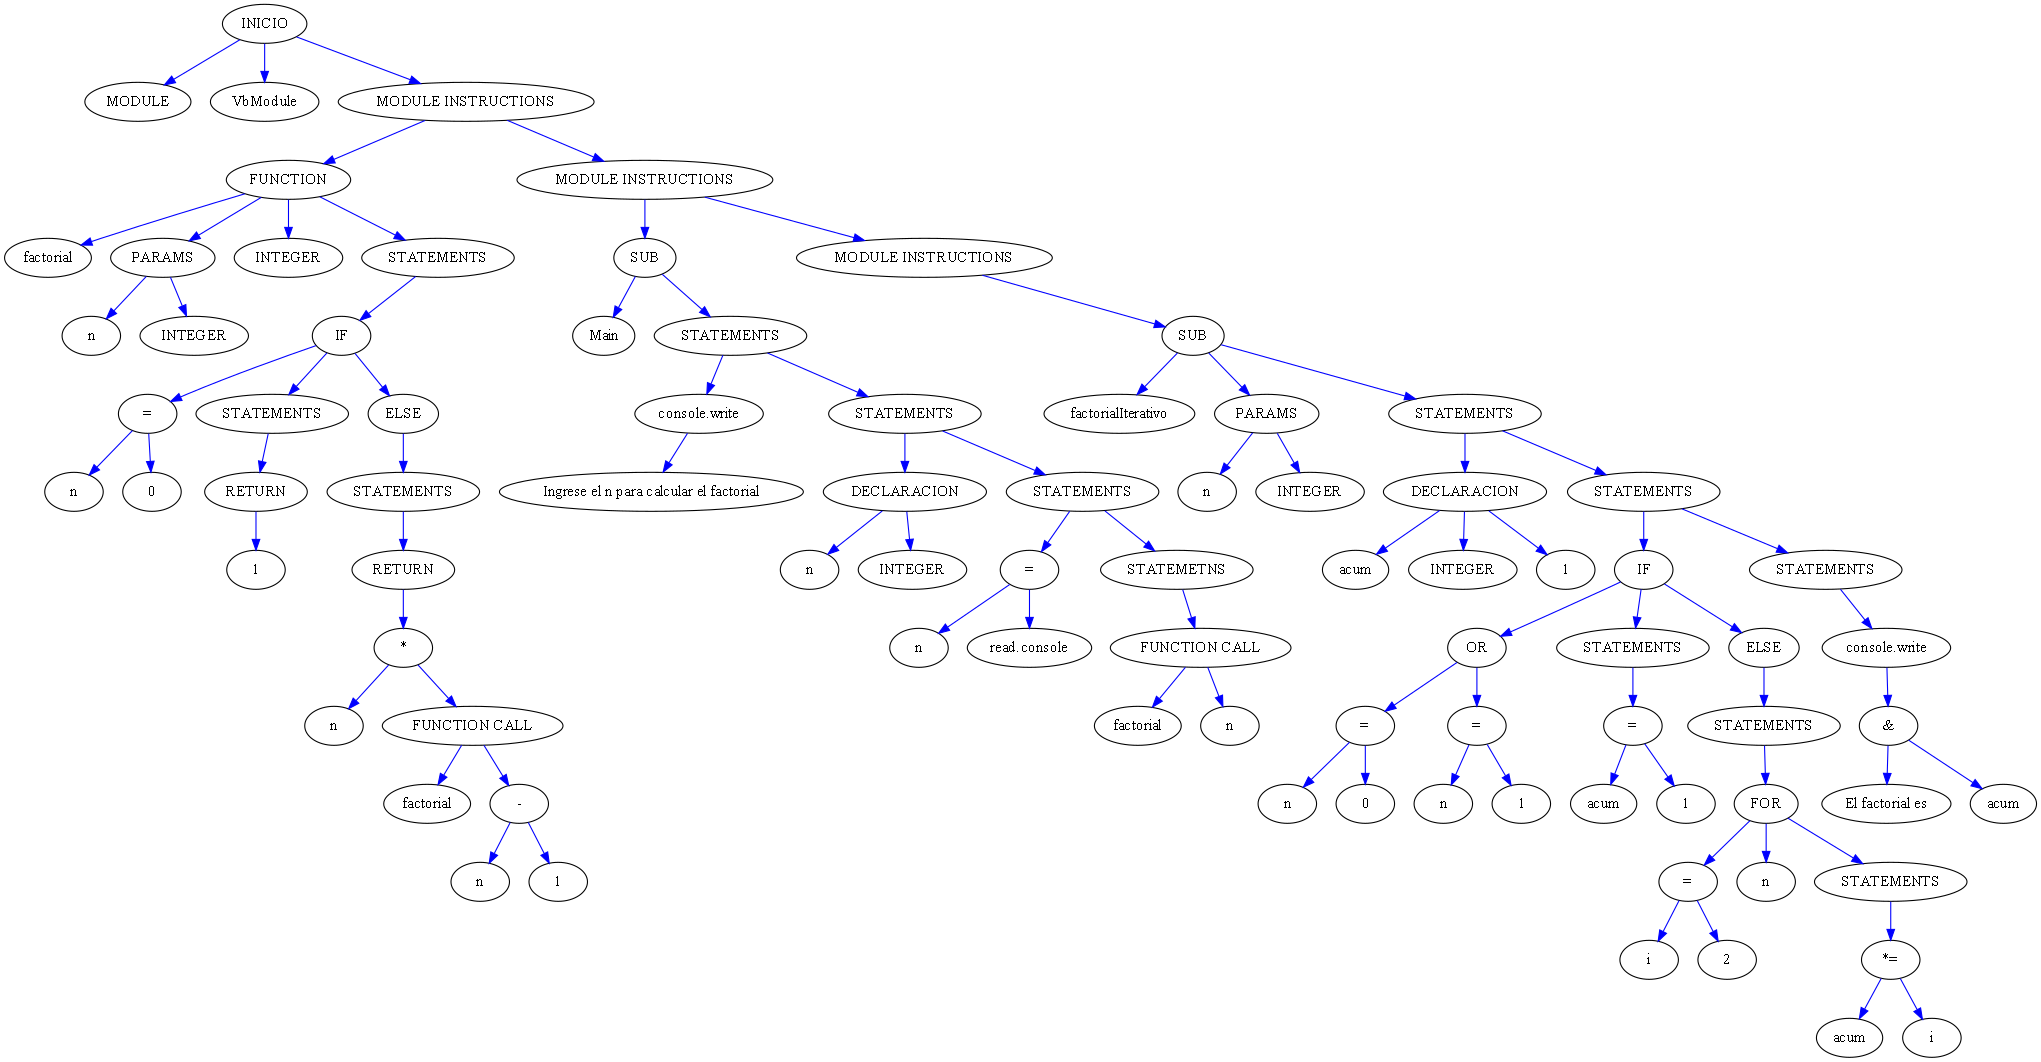 INICIO
MODULE VbModule MODULE INSTRUCTIONS
FUNCTION MODULE INSTRUCTIONS
factorial PARAMS INTEGER STATEMENTS SUB MODULE INSTRUCTIONS
n INTEGER IF Main STATEMENTS SUB
= STATEMENTS ELSE console.write STATEMENTS factorialIterativo PARAMS STATEMENTS
n 0 RETURN STATEMENTS Ingrese el n para calcular el factorial DECLARACION STATEMENTS n INTEGER DECLARACION STATEMENTS
1 RETURN n INTEGER = STATEMETNS acum INTEGER 1 IF STATEMENTS
* n read.console FUNCTION CALL OR STATEMENTS ELSE console.write
n FUNCTION CALL factorial n = = = STATEMENTS &
factorial - n 0 n 1 acum 1 FOR El factorial es acum
n 1 = n STATEMENTS
i 2 *=
acum i